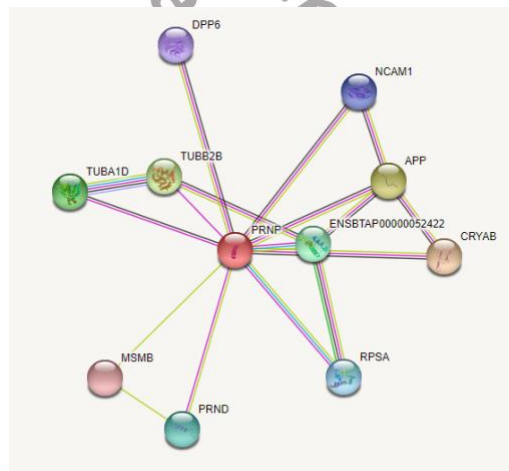 DPP6
NCAM1
TUBB2B
APP
TUBA1D
PRNP
ENSBTAP00000052422
CRYAB
MSMB
RPSA
PRND